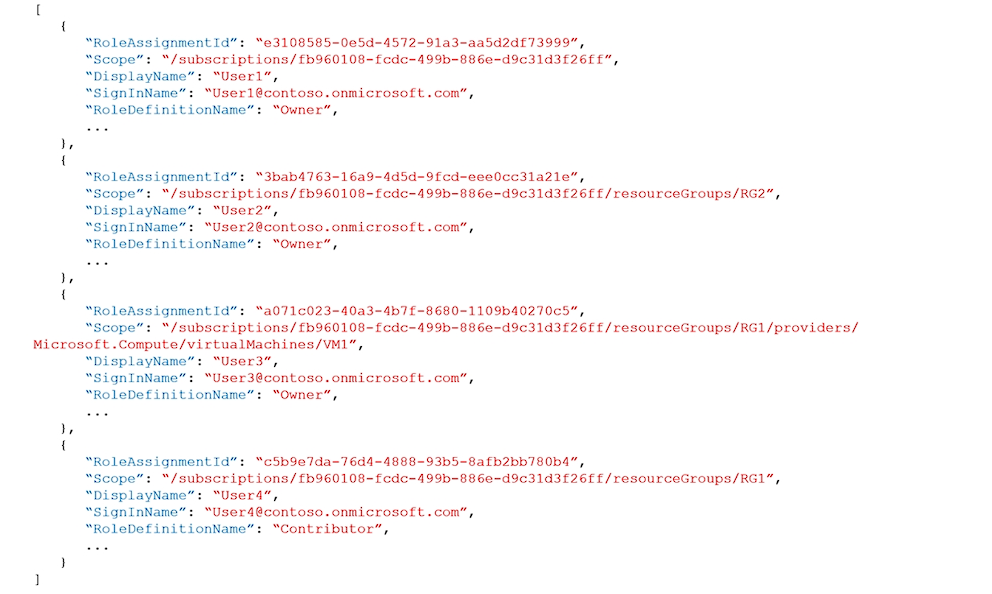 [
{
“RoleAssignmentId”: “e3108585-0e5d-4572-91a3-aa5d2df73999”,
“Scope”: “/subscriptions/fb960108-fcdc-499b-886e-d9c31d3f26ff”,
“DisplayName”: “User1”,
“SignInName”: “User1@contoso.onmicrosoft.com”,
“RoleDefinitionName”: “Owner”,
...
},
{
“RoleAssignmentId”: “3bab4763-16a9-4d5d-9fcd-eee0cc31a21e”,
“Scope”: “/subscriptions/fb960108-fcdc-499b-886e-d9c31d3f26ff/resourceGroups/RG2”,
“DisplayName”: “User2”,
“SignInName”: “User2@contoso.onmicrosoft.com”,
“RoleDefinitionName”: “Owner”,
...
},
{
“RoleAssignmentId”: “a071c023-40a3-4b7f-8680-1109b40270c5”,
“Scope”: “/subscriptions/fb960108-fcdc-499b-886e-d9c31d3f26ff/resourceGroups/RG1/providers/
Microsoft.Compute/virtualMachines/VM1”,
“DisplayName”: “User3”,
“SignInName”: “User3@contoso.onmicrosoft.com”,
“RoleDefinitionName”: “Owner”,
...
},
{
“RoleAssignmentId”: “c5b9e7da-76d4-4888-93b5-8afb2bb780b4”,
“Scope”: “/subscriptions/fb960108-fcdc-499b-886e-d9c31d3f26ff/resourceGroups/RG1”,
“DisplayName”: “User4”,
“SignInName”: “User4@contoso.onmicrosoft.com”,
“RoleDefinitionName”: “Contributor”,
...
}
]